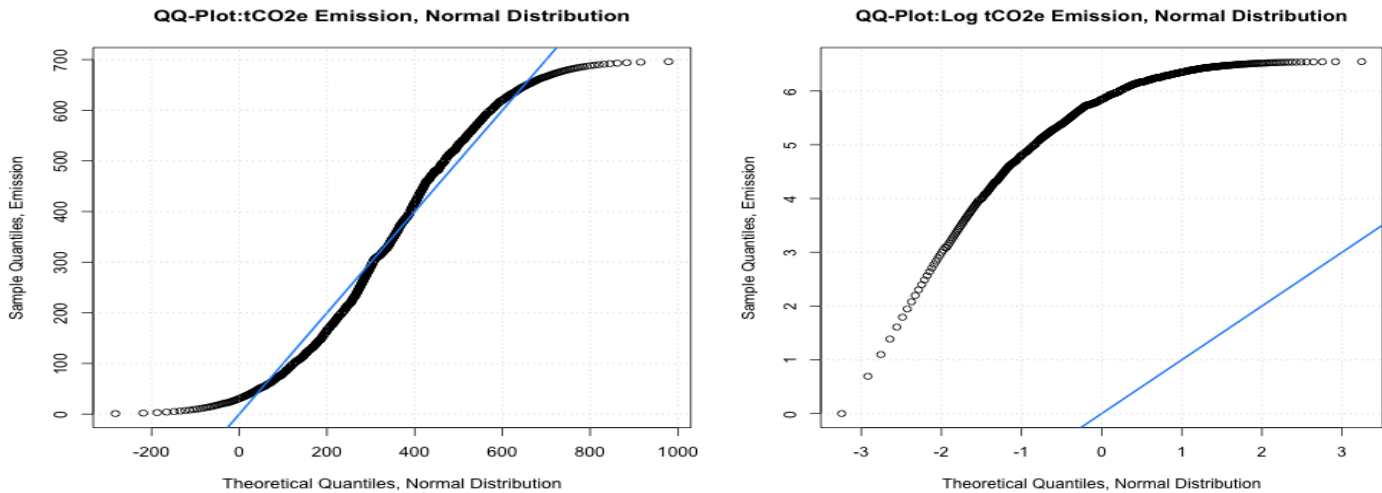 QQ-Plot:tCO2e Emission, Normal Distribution
Sample Quantiles, Emission
700
600
500
400
300
200
100
0
-200 0 200 400 600 800 1000
Theoretical Quantiles, Normal Distribution
QQ-Plot:Log tCO2e Emission, Normal Distribution
Sample Quantiles, Emission
6
5
4
3
2
1
0
-3 -2 -1 0 1 2 3
Theoretical Quantiles, Normal Distribution